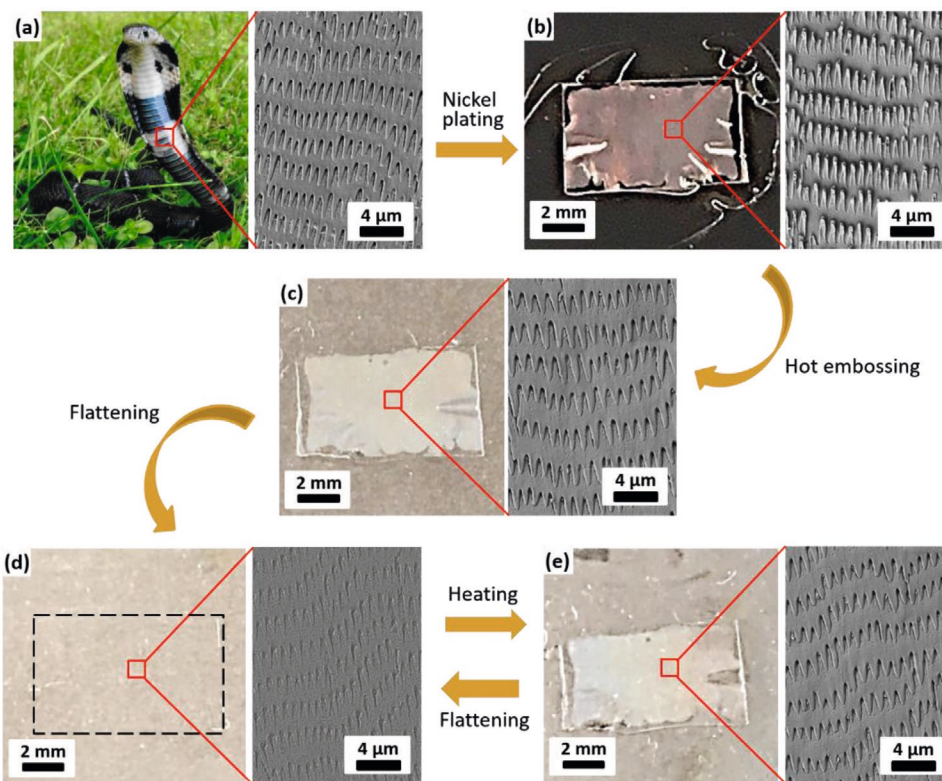 (a)
4 µm
Nickel
plating
(b)
2 mm
4 µm
Hot embossing
(c)
2 mm
4 µm
Flattening
(d)
2 mm
4 µm
Heating
Flattening
(e)
2 mm
4 µm